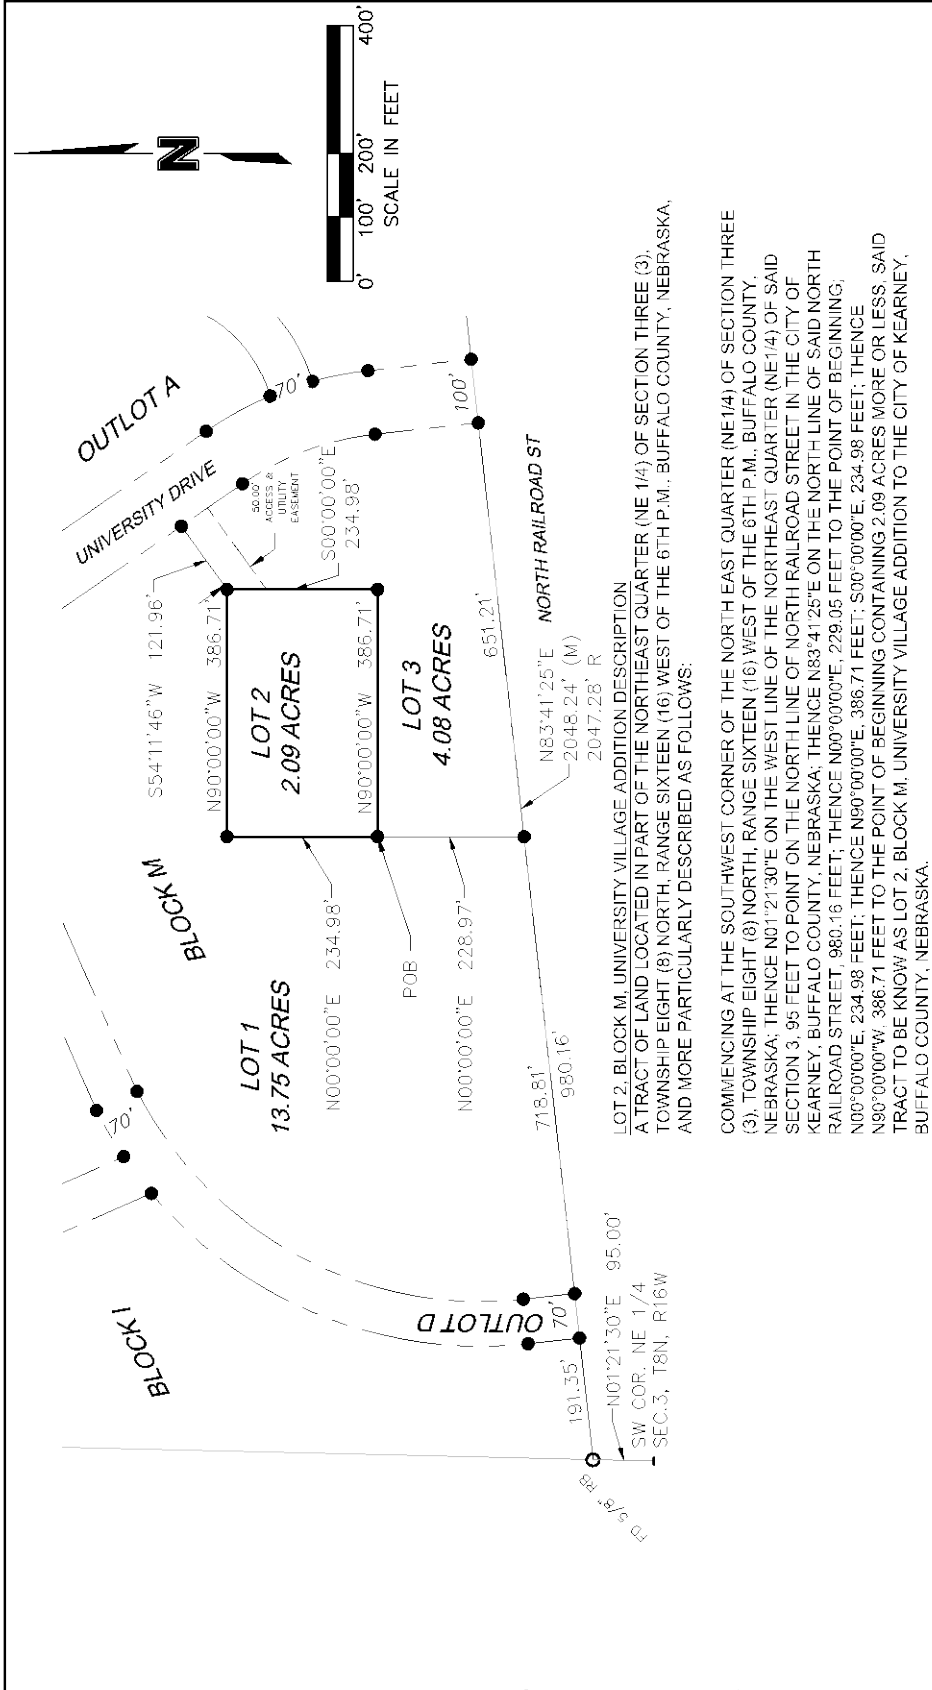 BLOCK I
BLOCK M
OUTLOT A
UNIVERSITY DRIVE
OUTLOT D
70'
70'
70'
100'
LOT 1
13.75 ACRES
LOT 2
2.09 ACRES
LOT 3
4.08 ACRES
S54°11'46"W 121.96'
N90°00'00"W 386.71'
N90°00'00"W 386.71'
50.00'
ACCESS &
UTILITY
EASEMENT
S00°00'00"E
234.98'
N00°00'00"E 234.98'
POB
N00°00'00"E 228.97'
651.21'
NORTH RAILROAD ST
N83°41'25"E
2048.24' (M)
2047.28' R
718.81'
980.16'
191.35'
N01°21'30"E 95.00'
SW COR. NE 1/4
SEC.3, T8N, R16W
FD 5/8" RB
N
0' 100' 200' 400'
SCALE IN FEET
LOT 2, BLOCK M, UNIVERSITY VILLAGE ADDITION DESCRIPTION
A TRACT OF LAND LOCATED IN PART OF THE NORTHEAST QUARTER (NE 1/4) OF SECTION THREE (3),
TOWNSHIP EIGHT (8) NORTH, RANGE SIXTEEN (16) WEST OF THE 6TH P.M., BUFFALO COUNTY, NEBRASKA,
AND MORE PARTICULARLY DESCRIBED AS FOLLOWS:
COMMENCING AT THE SOUTHWEST CORNER OF THE NORTH EAST QUARTER (NE1/4) OF SECTION THREE
(3), TOWNSHIP EIGHT (8) NORTH, RANGE SIXTEEN (16) WEST OF THE 6TH P.M., BUFFALO COUNTY,
NEBRASKA; THENCE N01°21'30"E ON THE WEST LINE OF THE NORTHEAST QUARTER (NE1/4) OF SAID
SECTION 3, 95 FEET TO POINT ON THE NORTH LINE OF NORTH RAILROAD STREET IN THE CITY OF
KEARNEY, BUFFALO COUNTY, NEBRASKA; THENCE N83°41'25"E ON THE NORTH LINE OF SAID NORTH
RAILROAD STREET, 980.16 FEET; THENCE N00°00'00"E, 229.05 FEET TO THE POINT OF BEGINNING;
N00°00'00"E, 234.98 FEET; THENCE N90°00'00"E, 386.71 FEET; S00°00'00"E, 234.98 FEET; THENCE
N90°00'00"W, 386.71 FEET TO THE POINT OF BEGINNING CONTAINING 2.09 ACRES MORE OR LESS, SAID
TRACT TO BE KNOW AS LOT 2, BLOCK M, UNIVERSITY VILLAGE ADDITION TO THE CITY OF KEARNEY,
BUFFALO COUNTY, NEBRASKA.